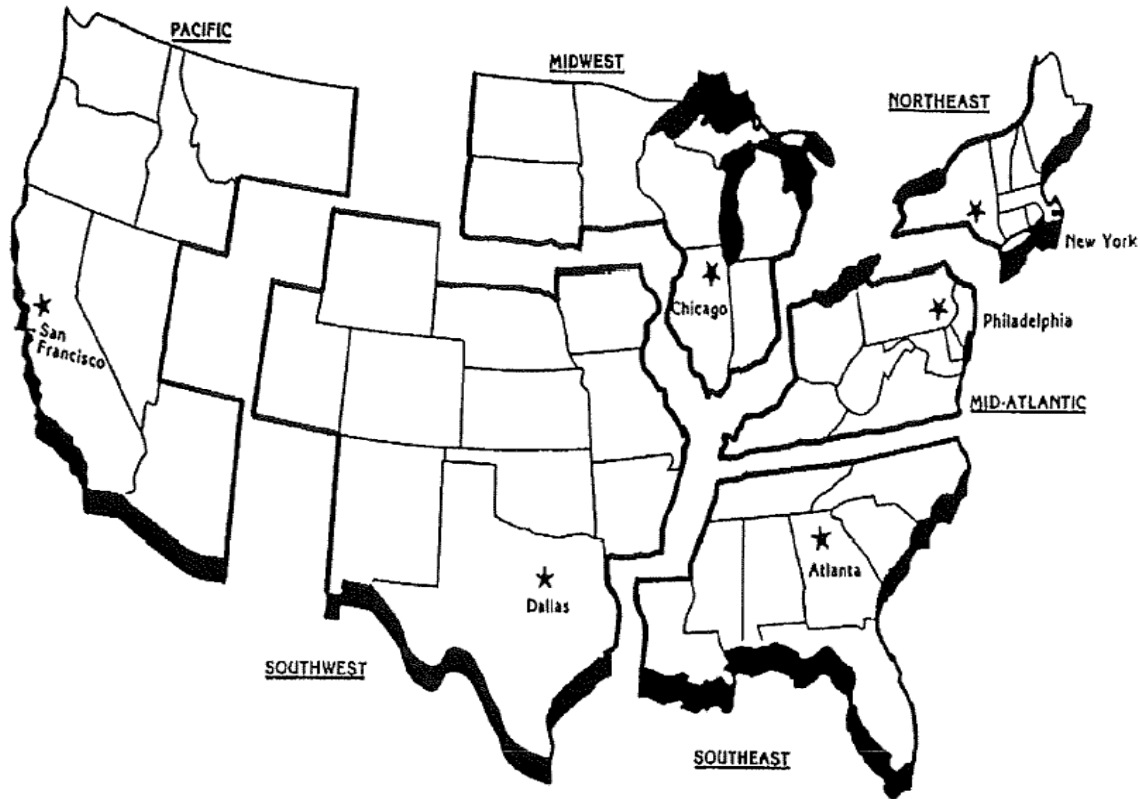 PACIFIC
MIDWEST
NORTHEAST
New York
Chicago
San
Francisco
Philadelphia
MID-ATLANTIC
Atlanta
Dallas
SOUTHWEST
SOUTHEAST